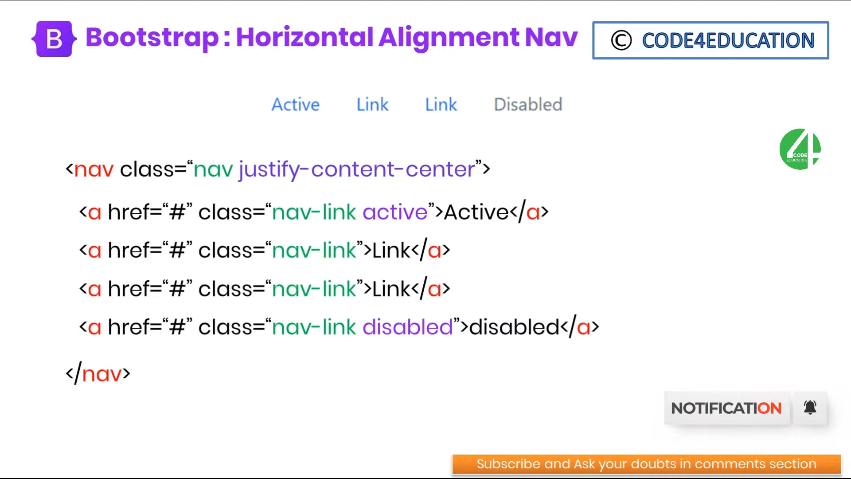 B Bootstrap : Horizontal Alignment Nav
© CODE4EDUCATION
Active Link Link Disabled
4
CODE
EDUCATION
<nav class=“nav justify-content-center”>
<a href=“#” class=“nav-link active”>Active</a>
<a href=“#” class=“nav-link”>Link</a>
<a href=“#” class=“nav-link”>Link</a>
<a href=“#” class=“nav-link disabled”>disabled</a>
</nav>
NOTIFICATION
Subscribe and Ask your doubts in comments section